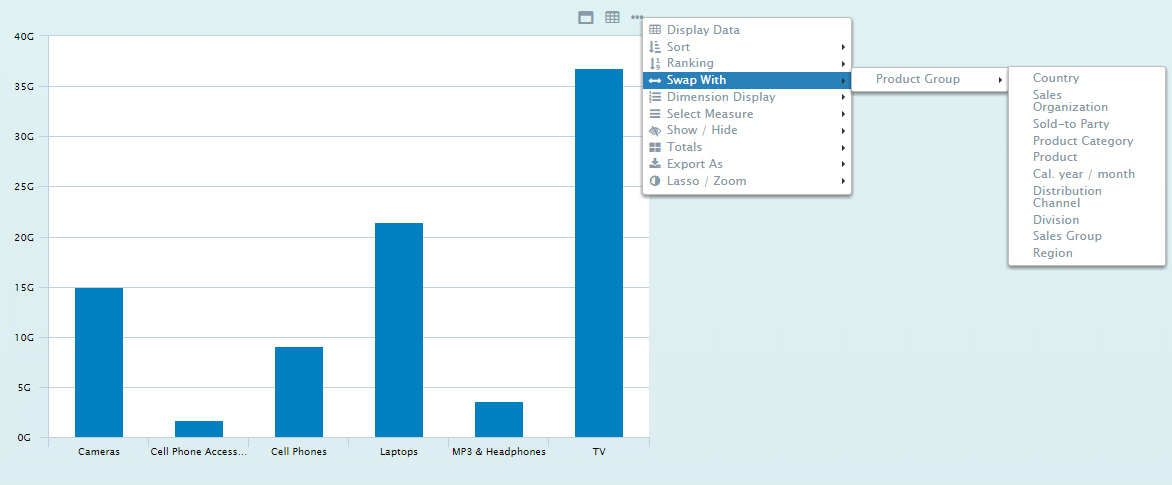 40G
35G
30G
25G
20G
15G
10G
5G
0G
Cameras
Cell Phone Access...
Cell Phones
Laptops
MP3 & Headphones
TV
Display Data
Sort
Ranking
Swap With
Dimension Display
Select Measure
Show / Hide
Totals
Export As
Lasso / Zoom
Product Group
Country
Sales
Organization
Sold-to Party
Product Category
Product
Cal. year / month
Distribution
Channel
Division
Sales Group
Region